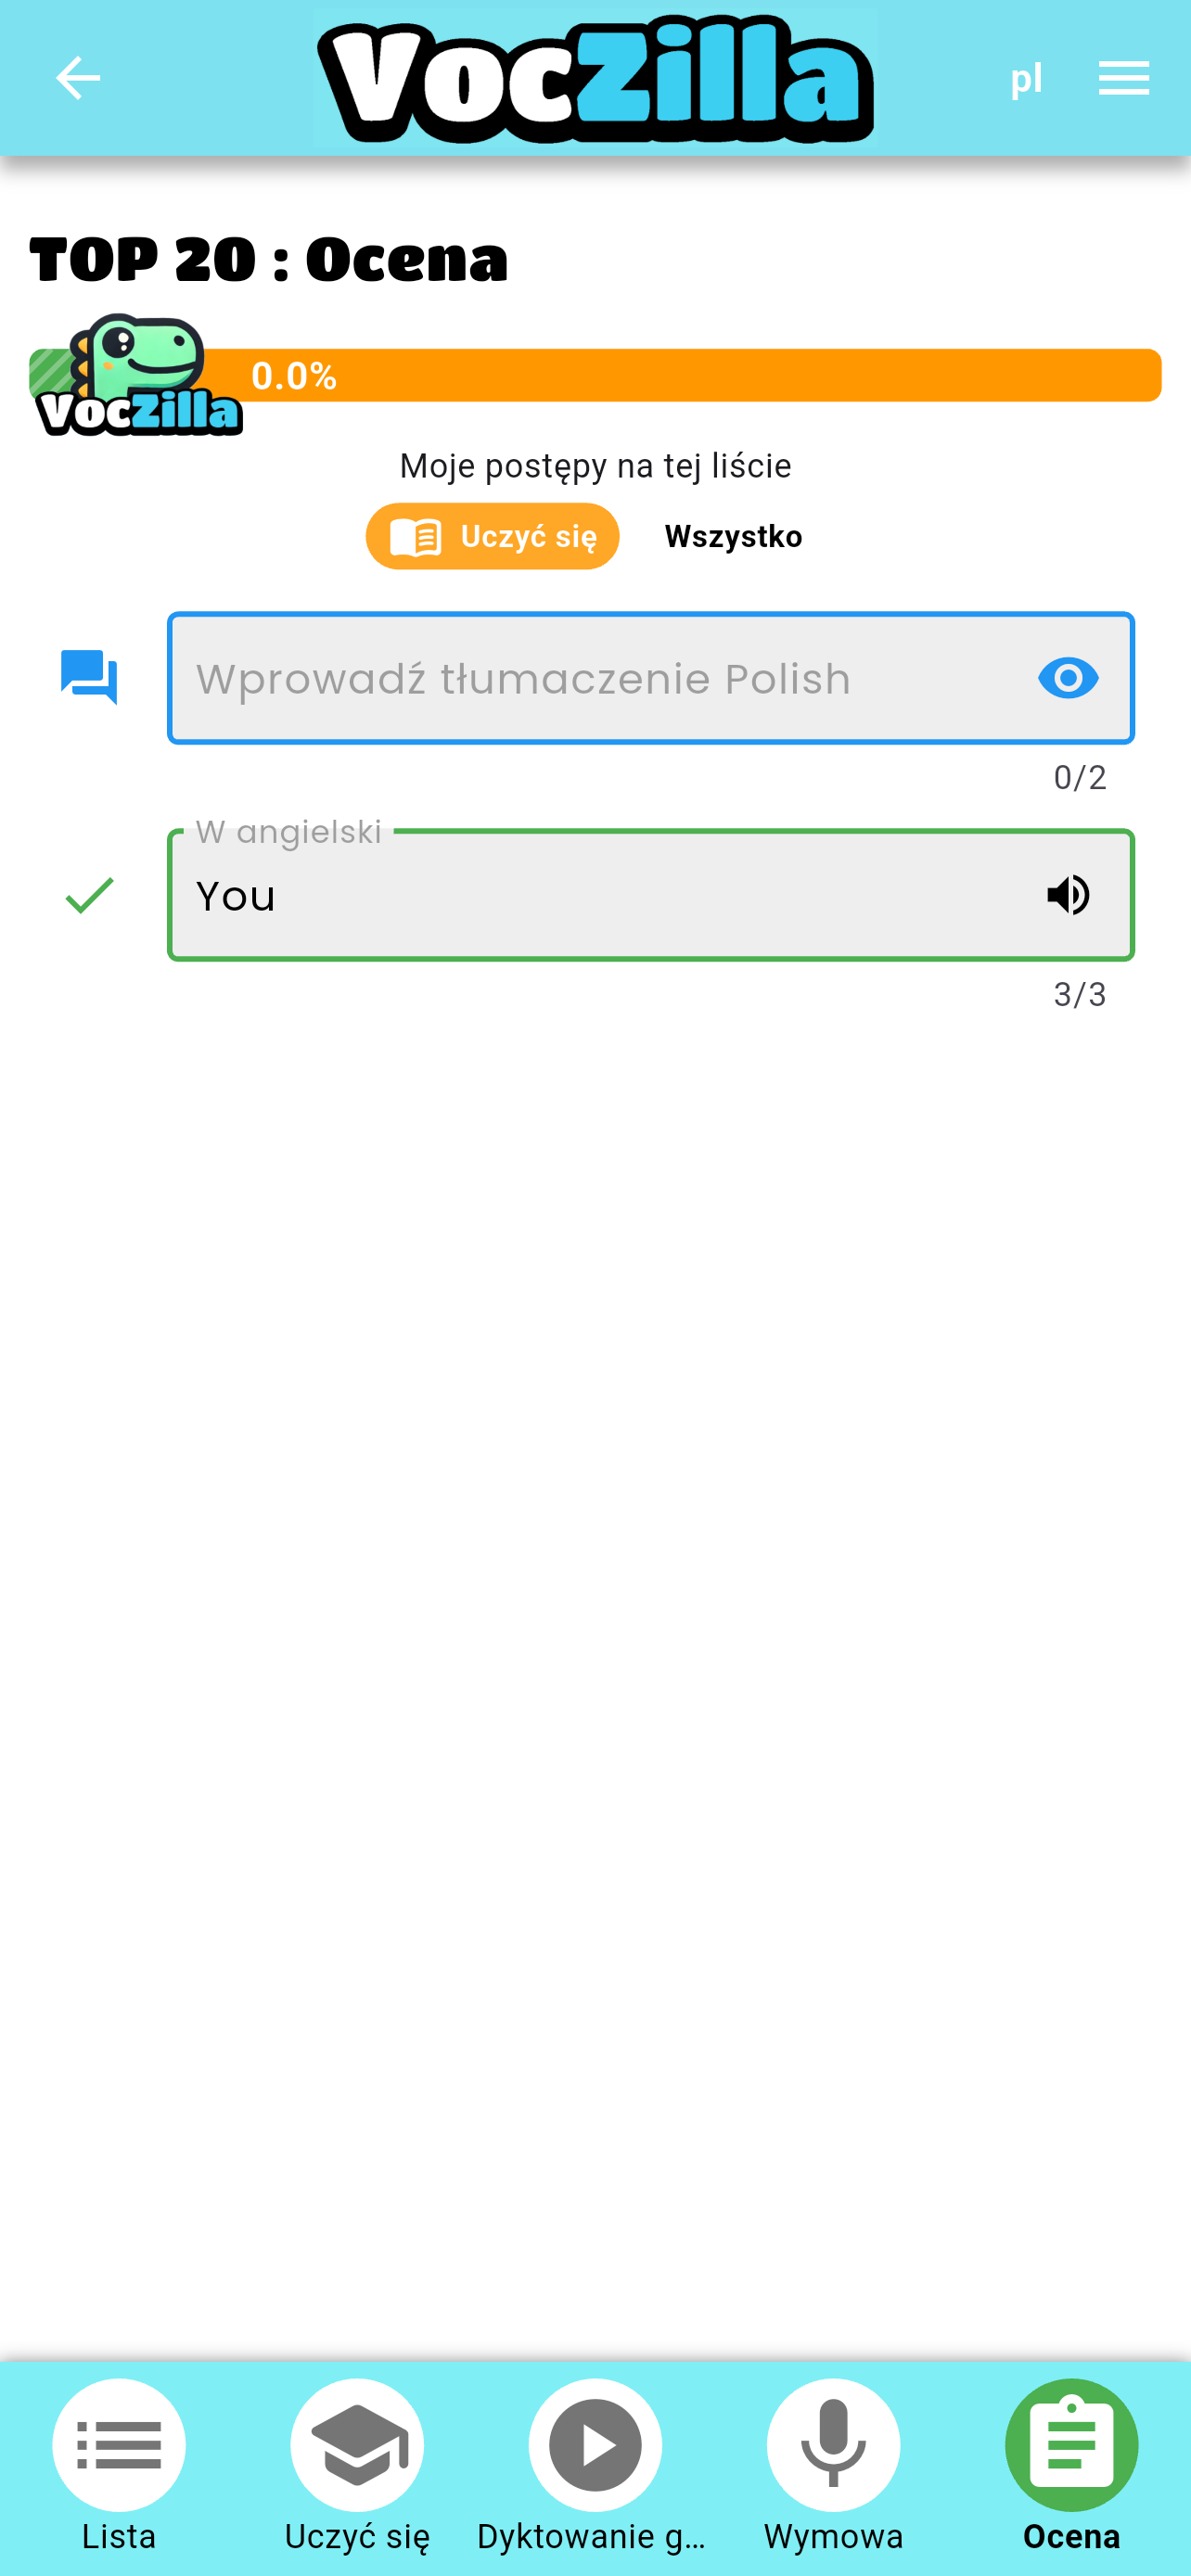 VocZilla
pl
TOP 20 : Ocena
VocZilla
0.0%
Moje postępy na tej liście
Uczyć się
Wszystko
Wprowadź tłumaczenie Polish
0/2
W angielski
You
3/3
Lista
Uczyć się
Dyktowanie g...
Wymowa
Ocena